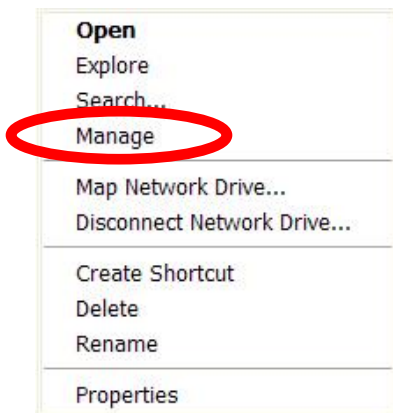 Open
Explore
Search...
Manage
Map Network Drive...
Disconnect Network Drive...
Create Shortcut
Delete
Rename
Properties